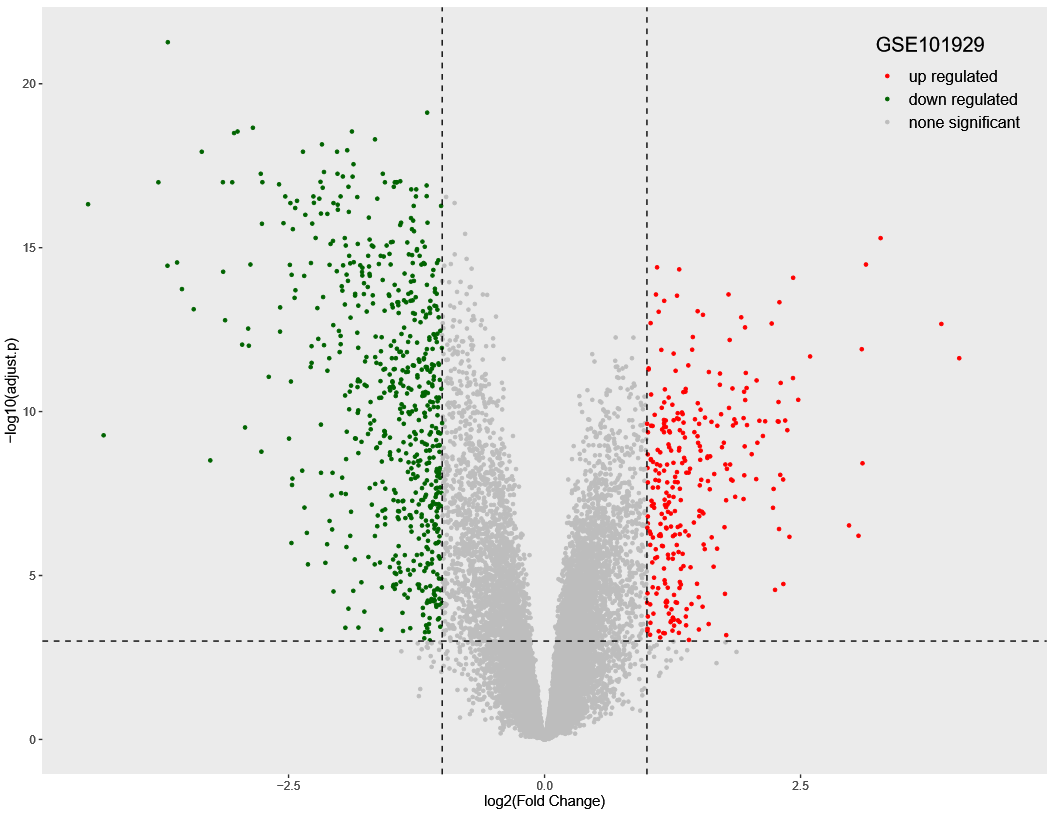 GSE101929
up regulated
down regulated
none significant
20
15
10
5
0
−log10(adjust.p)
−2.5
0.0
2.5
log2(Fold Change)